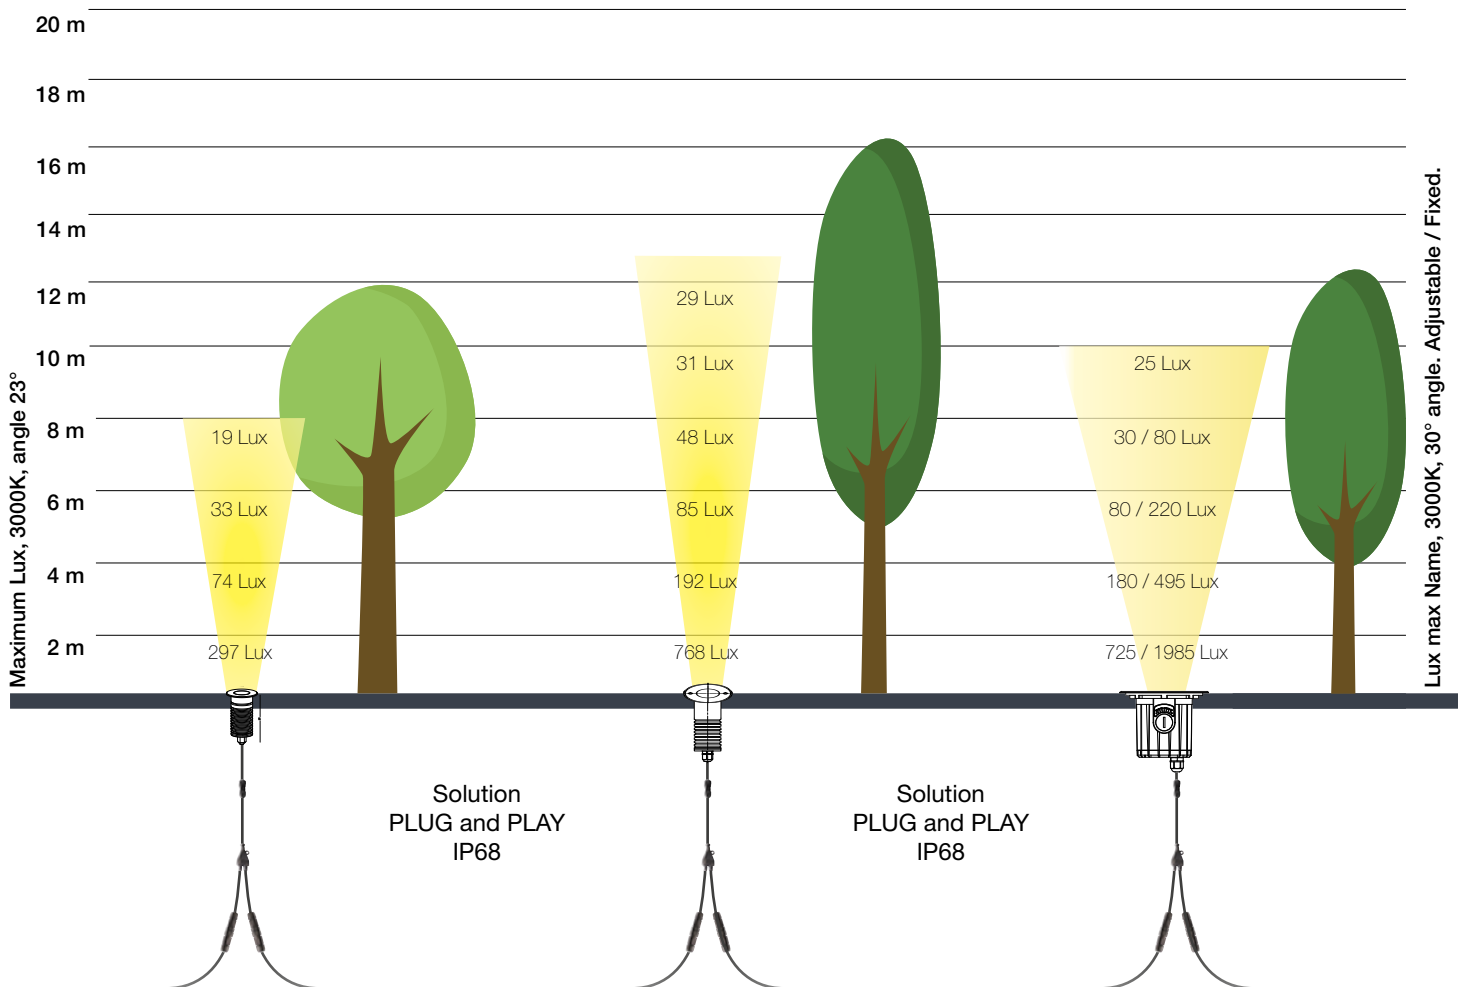 20 m
18 m
16 m
14 m
12 m
10 m
8 m
6 m
4 m
2 m
Maximum Lux, 3000K, angle 23°
19 Lux
33 Lux
74 Lux
297 Lux
29 Lux
31 Lux
48 Lux
85 Lux
192 Lux
768 Lux
25 Lux
30 / 80 Lux
80 / 220 Lux
180 / 495 Lux
725 / 1985 Lux
Lux max Name, 3000K, 30° angle. Adjustable / Fixed.
Solution
PLUG and PLAY
IP68
Solution
PLUG and PLAY
IP68